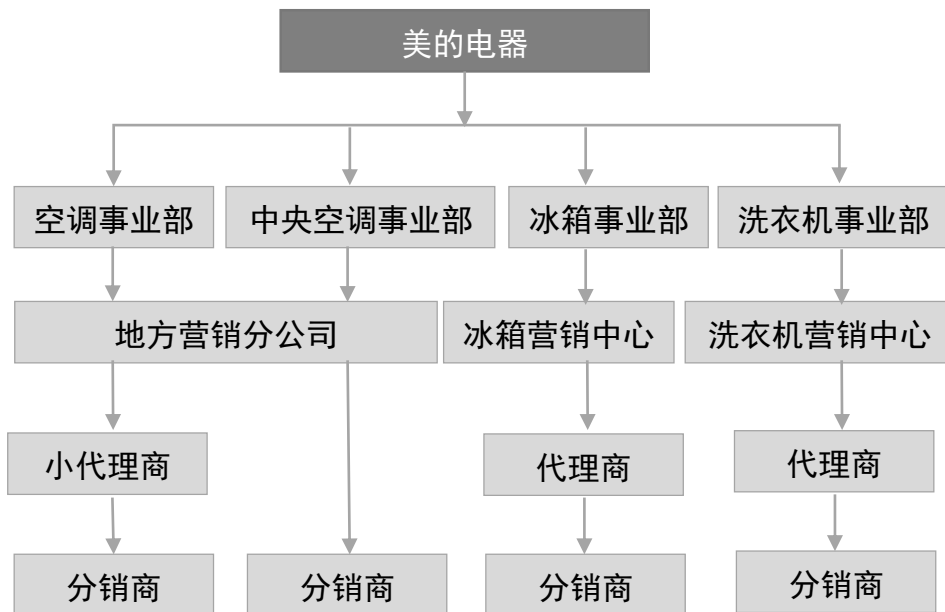 美的电器
空调事业部
中央空调事业部
冰箱事业部
洗衣机事业部
地方营销分公司
冰箱营销中心
洗衣机营销中心
小代理商
代理商
代理商
分销商
分销商
分销商
分销商